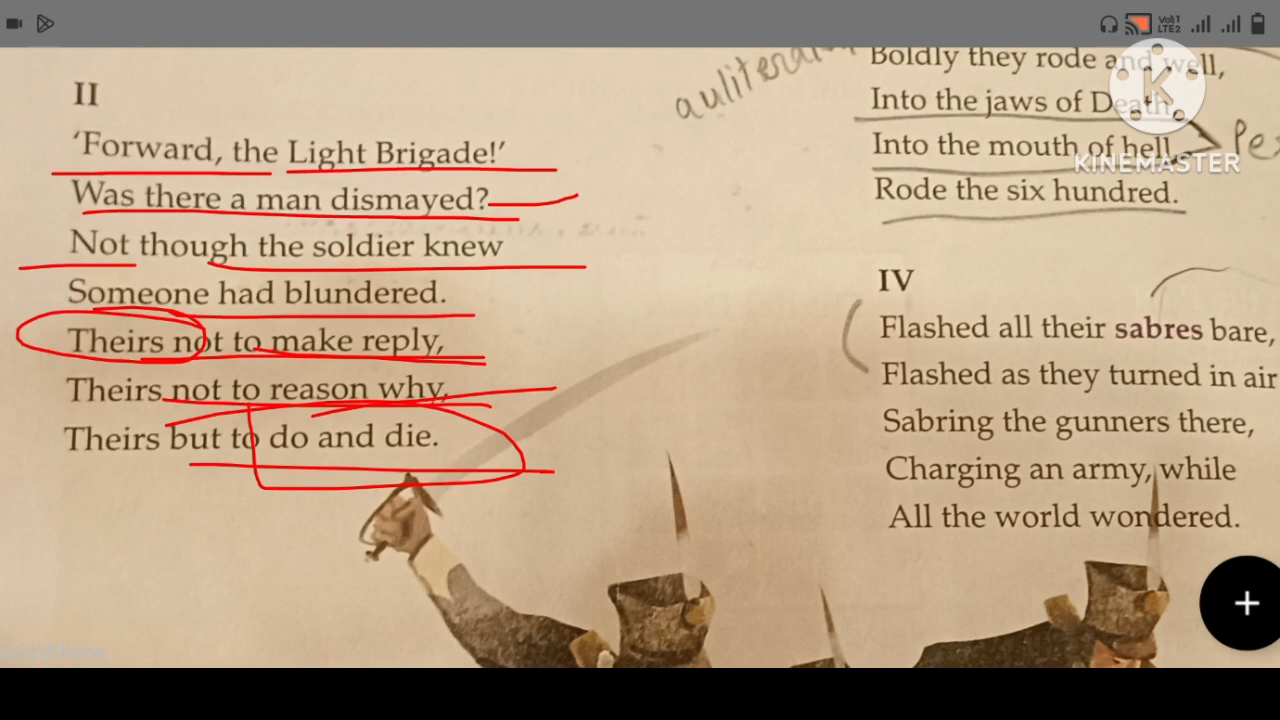 Vo) 1
LTE2
II
'Forward, the Light Brigade!'
Was there a man dismayed?
Not though the soldier knew
Someone had blundered.
Theirs not to make reply,
Theirs not to reason why,
Theirs but to do and die.
Boldly they rode and well,
Into the jaws of Death,
Into the mouth of hell
Rode the six hundred.
K
KINEMASTER
IV
Flashed all their sabres bare,
Flashed as they turned in air
Sabring the gunners there,
Charging an army, while
All the world wondered.